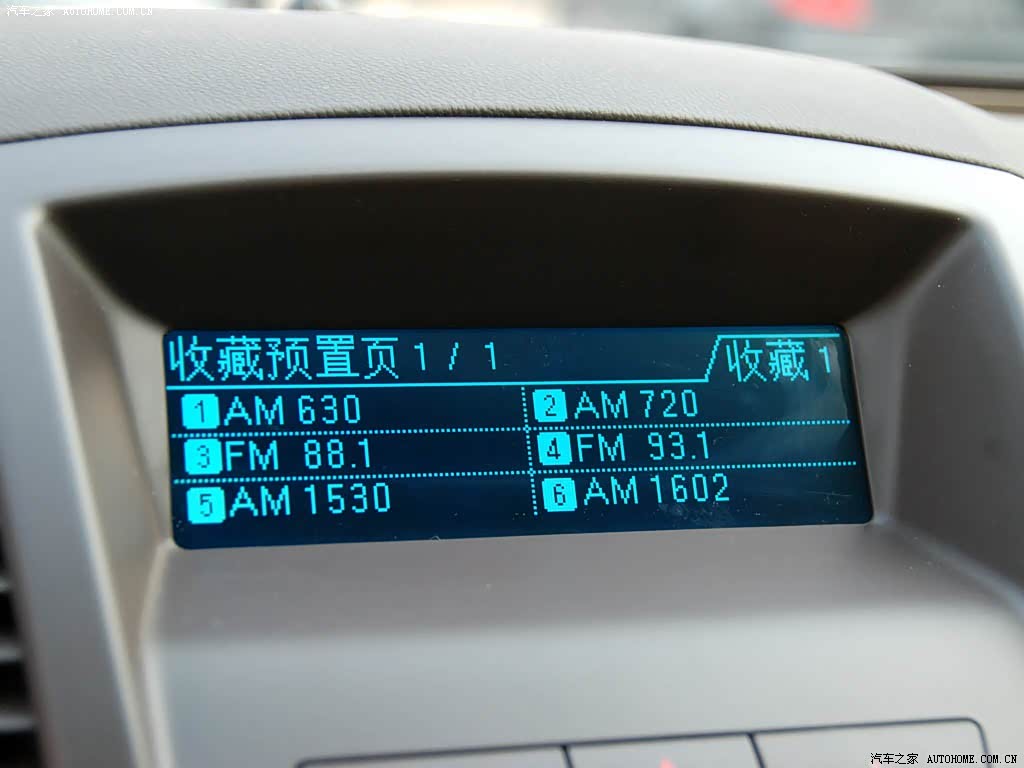 汽车之家 AUTOHOME.COM.CN
收藏预置页 1 / 1 收藏 1
1 AM 630 2 AM 720
3 FM 88.1 4 FM 93.1
5 AM 1530 6 AM 1602
汽车之家 AUTOHOME.COM.CN